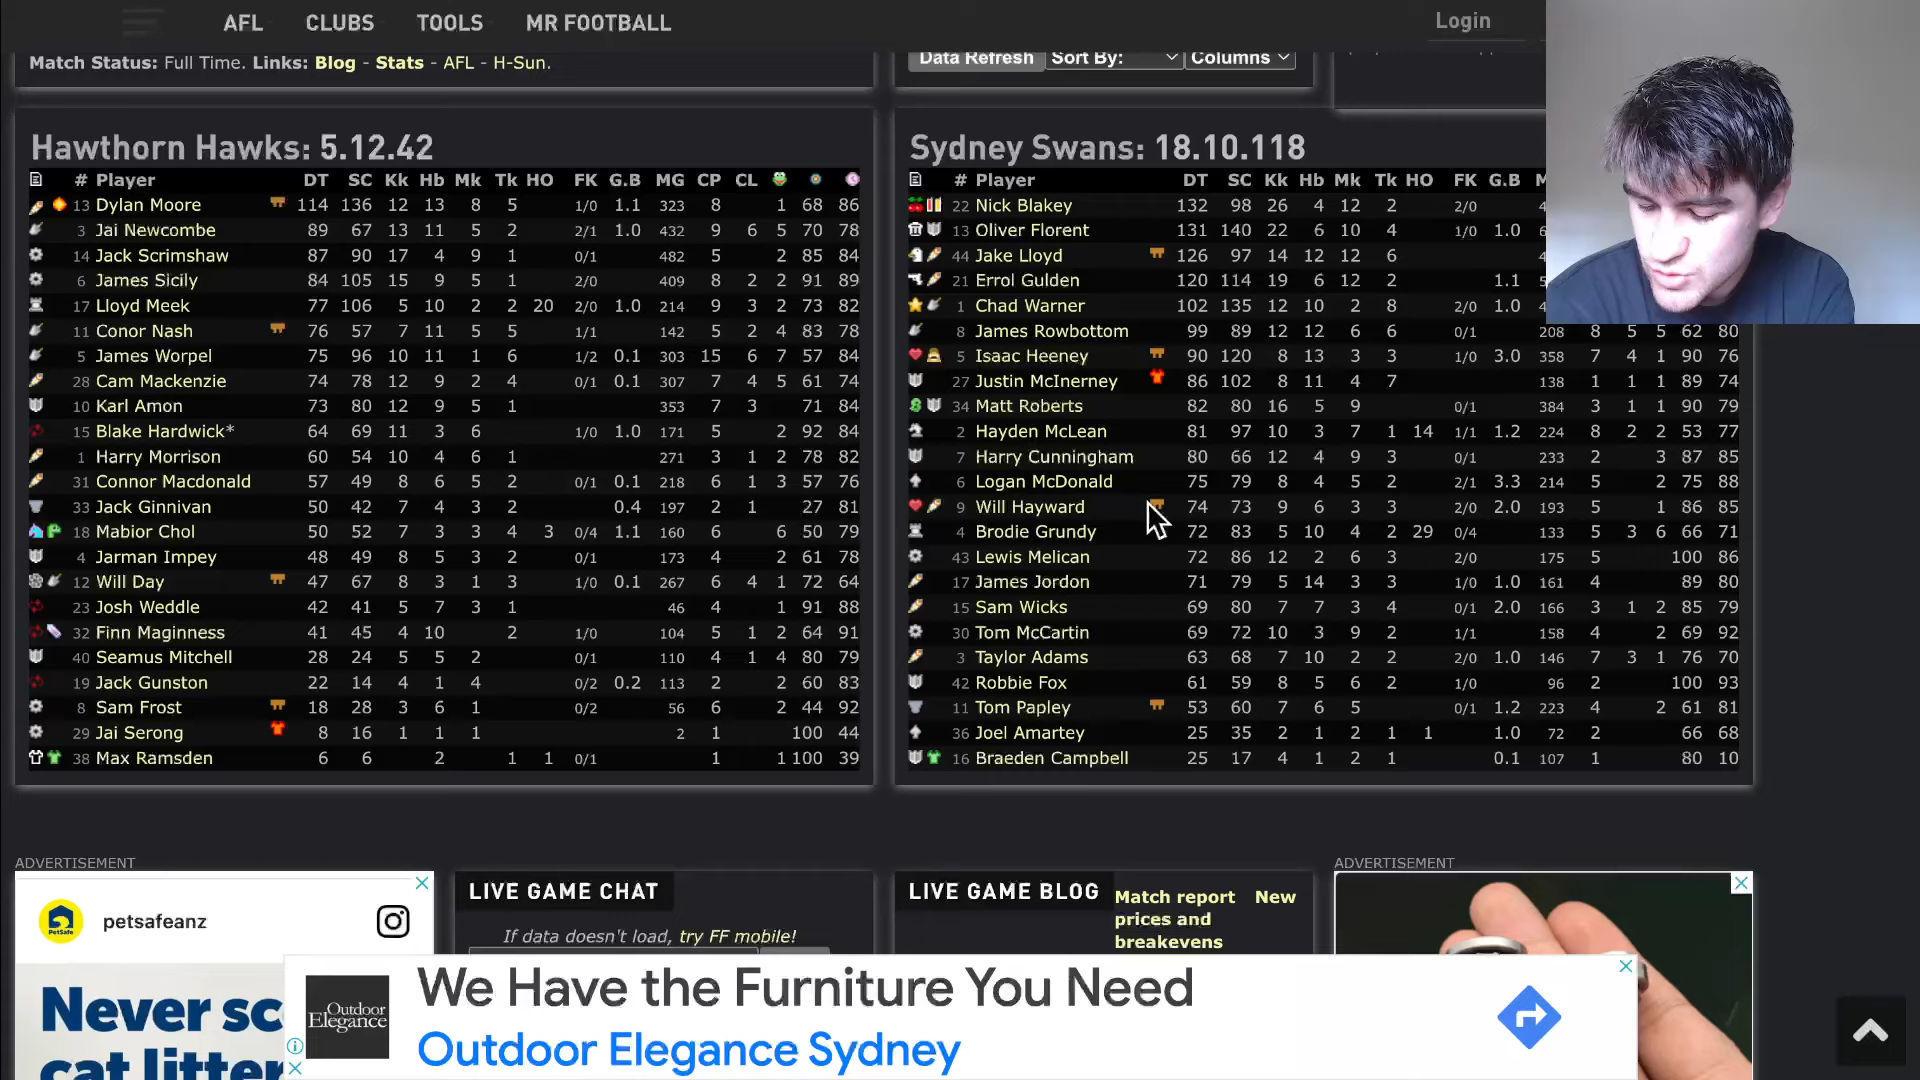 AFL CLUBS TOOLS MR FOOTBALL Login
Match Status: Full Time. Links: Blog - Stats - AFL - H-Sun.
Data Refresh Sort By: Columns
Hawthorn Hawks: 5.12.42
# Player DT SC Kk Hb Mk Tk HO FK G.B MG CP CL
13 Dylan Moore 114 136 12 13 8 5 1/0 1.1 323 8 1 68 86
3 Jai Newcombe 89 67 13 11 5 2 2/1 1.0 432 9 6 5 70 78
14 Jack Scrimshaw 87 90 17 4 9 1 0/1 482 5 2 85 84
6 James Sicily 84 105 15 9 5 1 2/0 409 8 2 2 91 89
17 Lloyd Meek 77 106 5 10 2 2 20 2/0 1.0 214 9 3 2 73 82
11 Conor Nash 76 57 7 11 5 5 1/1 142 5 2 4 83 78
5 James Worpel 75 96 10 11 1 6 1/2 0.1 303 15 6 7 57 84
28 Cam Mackenzie 74 78 12 9 2 4 0/1 0.1 307 7 4 5 61 74
10 Karl Amon 73 80 12 9 5 1 353 7 3 71 84
15 Blake Hardwick* 64 69 11 3 6 1/0 1.0 171 5 2 92 84
1 Harry Morrison 60 54 10 4 6 1 271 3 1 2 78 82
31 Connor Macdonald 57 49 8 6 5 2 0/1 0.1 218 6 1 3 57 76
33 Jack Ginnivan 50 42 7 4 3 2 0.4 197 2 1 27 81
18 Mabior Chol 50 52 7 3 3 4 3 0/4 1.1 160 6 6 50 79
4 Jarman Impey 48 49 8 5 3 2 0/1 173 4 2 61 78
12 Will Day 47 67 8 3 1 3 1/0 0.1 267 6 4 1 72 64
23 Josh Weddle 42 41 5 7 3 1 46 4 1 91 88
32 Finn Maginness 41 45 4 10 2 1/0 104 5 1 2 64 91
40 Seamus Mitchell 28 24 5 5 2 0/1 110 4 1 4 80 79
19 Jack Gunston 22 14 4 1 4 0/2 0.2 113 2 2 60 83
8 Sam Frost 18 28 3 6 1 0/2 56 6 2 44 92
29 Jai Serong 8 16 1 1 1 2 1 100 44
38 Max Ramsden 6 6 2 1 1 0/1 1 1 100 39
Sydney Swans: 18.10.118
# Player DT SC Kk Hb Mk Tk HO FK G.B
22 Nick Blakey 132 98 26 4 12 2 2/0
13 Oliver Florent 131 140 22 6 10 4 1/0 1.0
44 Jake Lloyd 126 97 14 12 12 6
21 Errol Gulden 120 114 19 6 12 2 1.1
1 Chad Warner 102 135 12 10 2 8 2/0 1.0
8 James Rowbottom 99 89 12 12 6 6 0/1 208 8 5 5 62 80
5 Isaac Heeney 90 120 8 13 3 3 1/0 3.0 358 7 4 1 90 76
27 Justin McInerney 86 102 8 11 4 7 138 1 1 1 89 74
34 Matt Roberts 82 80 16 5 9 0/1 384 3 1 1 90 79
2 Hayden McLean 81 97 10 3 7 1 14 1/1 1.2 224 8 2 2 53 77
7 Harry Cunningham 80 66 12 4 9 3 0/1 233 2 3 87 85
6 Logan McDonald 75 79 8 4 5 2 2/1 3.3 214 5 2 75 88
9 Will Hayward 74 73 9 6 3 3 2/0 2.0 193 5 1 86 85
4 Brodie Grundy 72 83 5 10 4 2 29 0/4 133 5 3 6 66 71
43 Lewis Melican 72 86 12 2 6 3 2/0 175 5 100 86
17 James Jordon 71 79 5 14 3 3 1/0 1.0 161 4 89 80
15 Sam Wicks 69 80 7 7 3 4 0/1 2.0 166 3 1 2 85 79
30 Tom McCartin 69 72 10 3 9 2 1/1 158 4 2 69 92
3 Taylor Adams 63 68 7 10 2 2 2/0 1.0 146 7 3 1 76 70
42 Robbie Fox 61 59 8 5 6 2 1/0 96 2 100 93
11 Tom Papley 53 60 7 6 5 0/1 1.2 223 4 2 61 81
36 Joel Amartey 25 35 2 1 2 1 1 1.0 72 2 66 68
16 Braeden Campbell 25 17 4 1 2 1 0.1 107 1 80 10
ADVERTISEMENT
petsafeanz
PetSafe
Never sc
cat litter
LIVE GAME CHAT
If data doesn't load, try FF mobile!
LIVE GAME BLOG
Match report New
prices and
breakevens
ADVERTISEMENT
Outdoor
Elegance
We Have the Furniture You Need
Outdoor Elegance Sydney